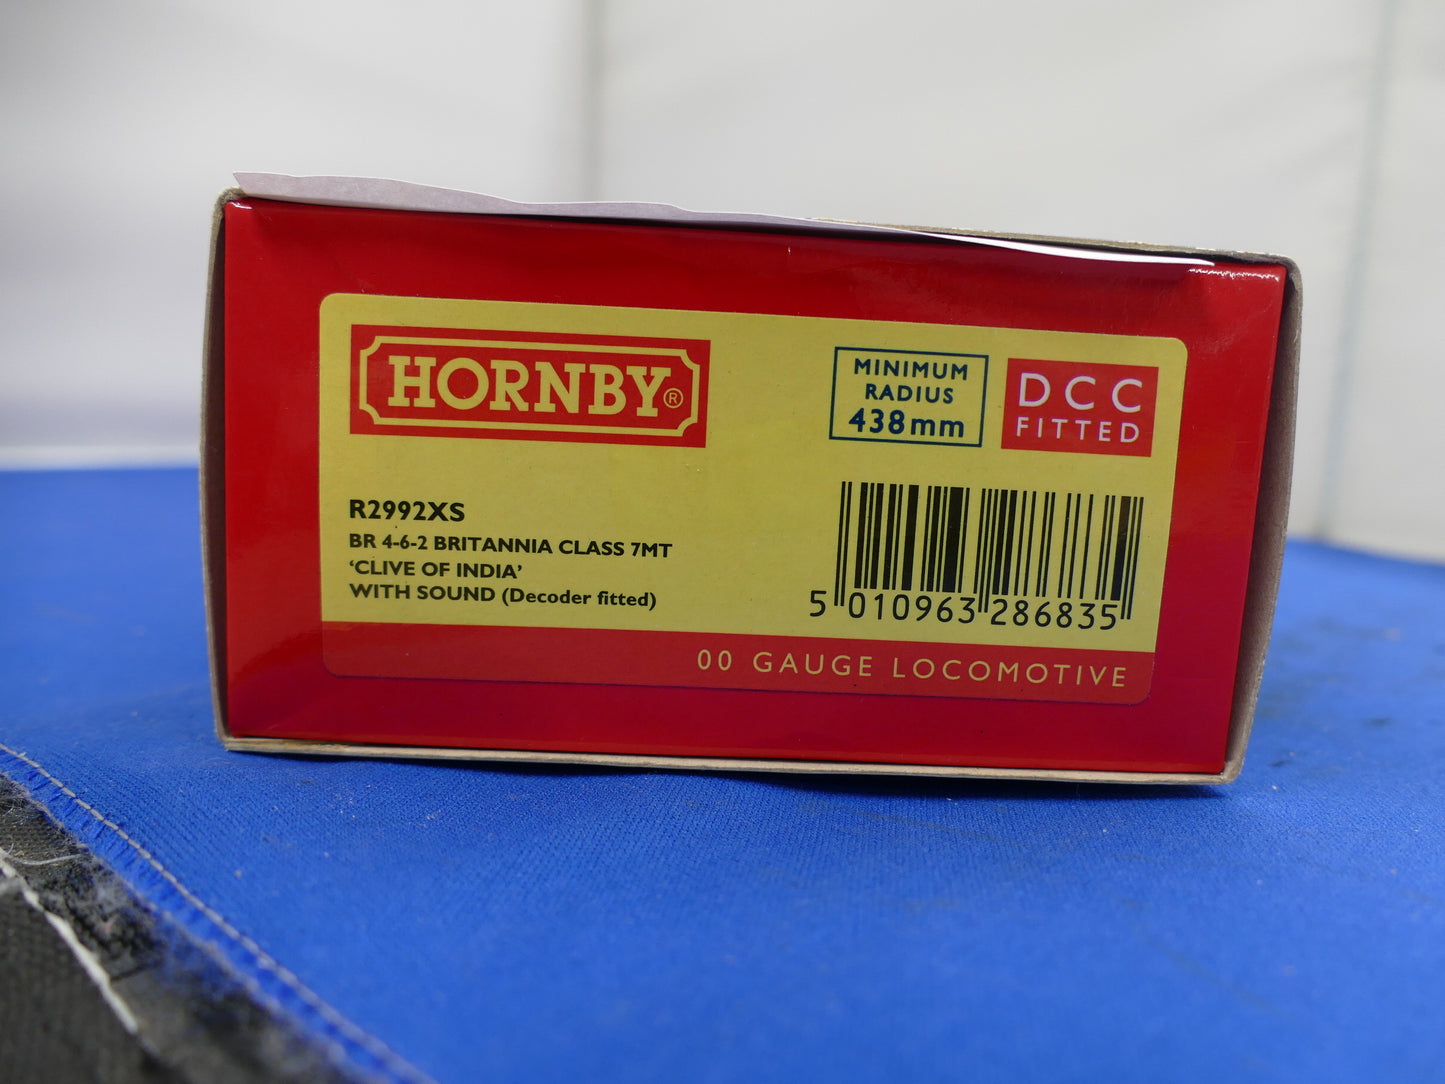 HORNBY®
MINIMUM
RADIUS
438mm
DCC
FITTED
R2992XS
BR 4-6-2 BRITANNIA CLASS 7MT
‘CLIVE OF INDIA’
WITH SOUND (Decoder fitted)
5 010963 286835
00 GAUGE LOCOMOTIVE